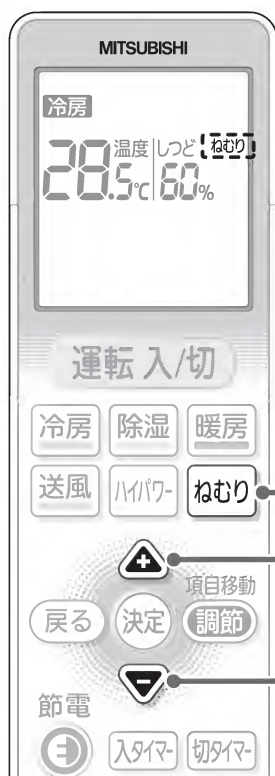 MITSUBISHI
冷房
温度 しつど ねむり
28.5℃ 60%
運転 入/切
冷房 除湿 暖房
送風 ハイパワー ねむり
+
項目移動
戻る 決定 調節
-
節電
入タイマー 切タイマー